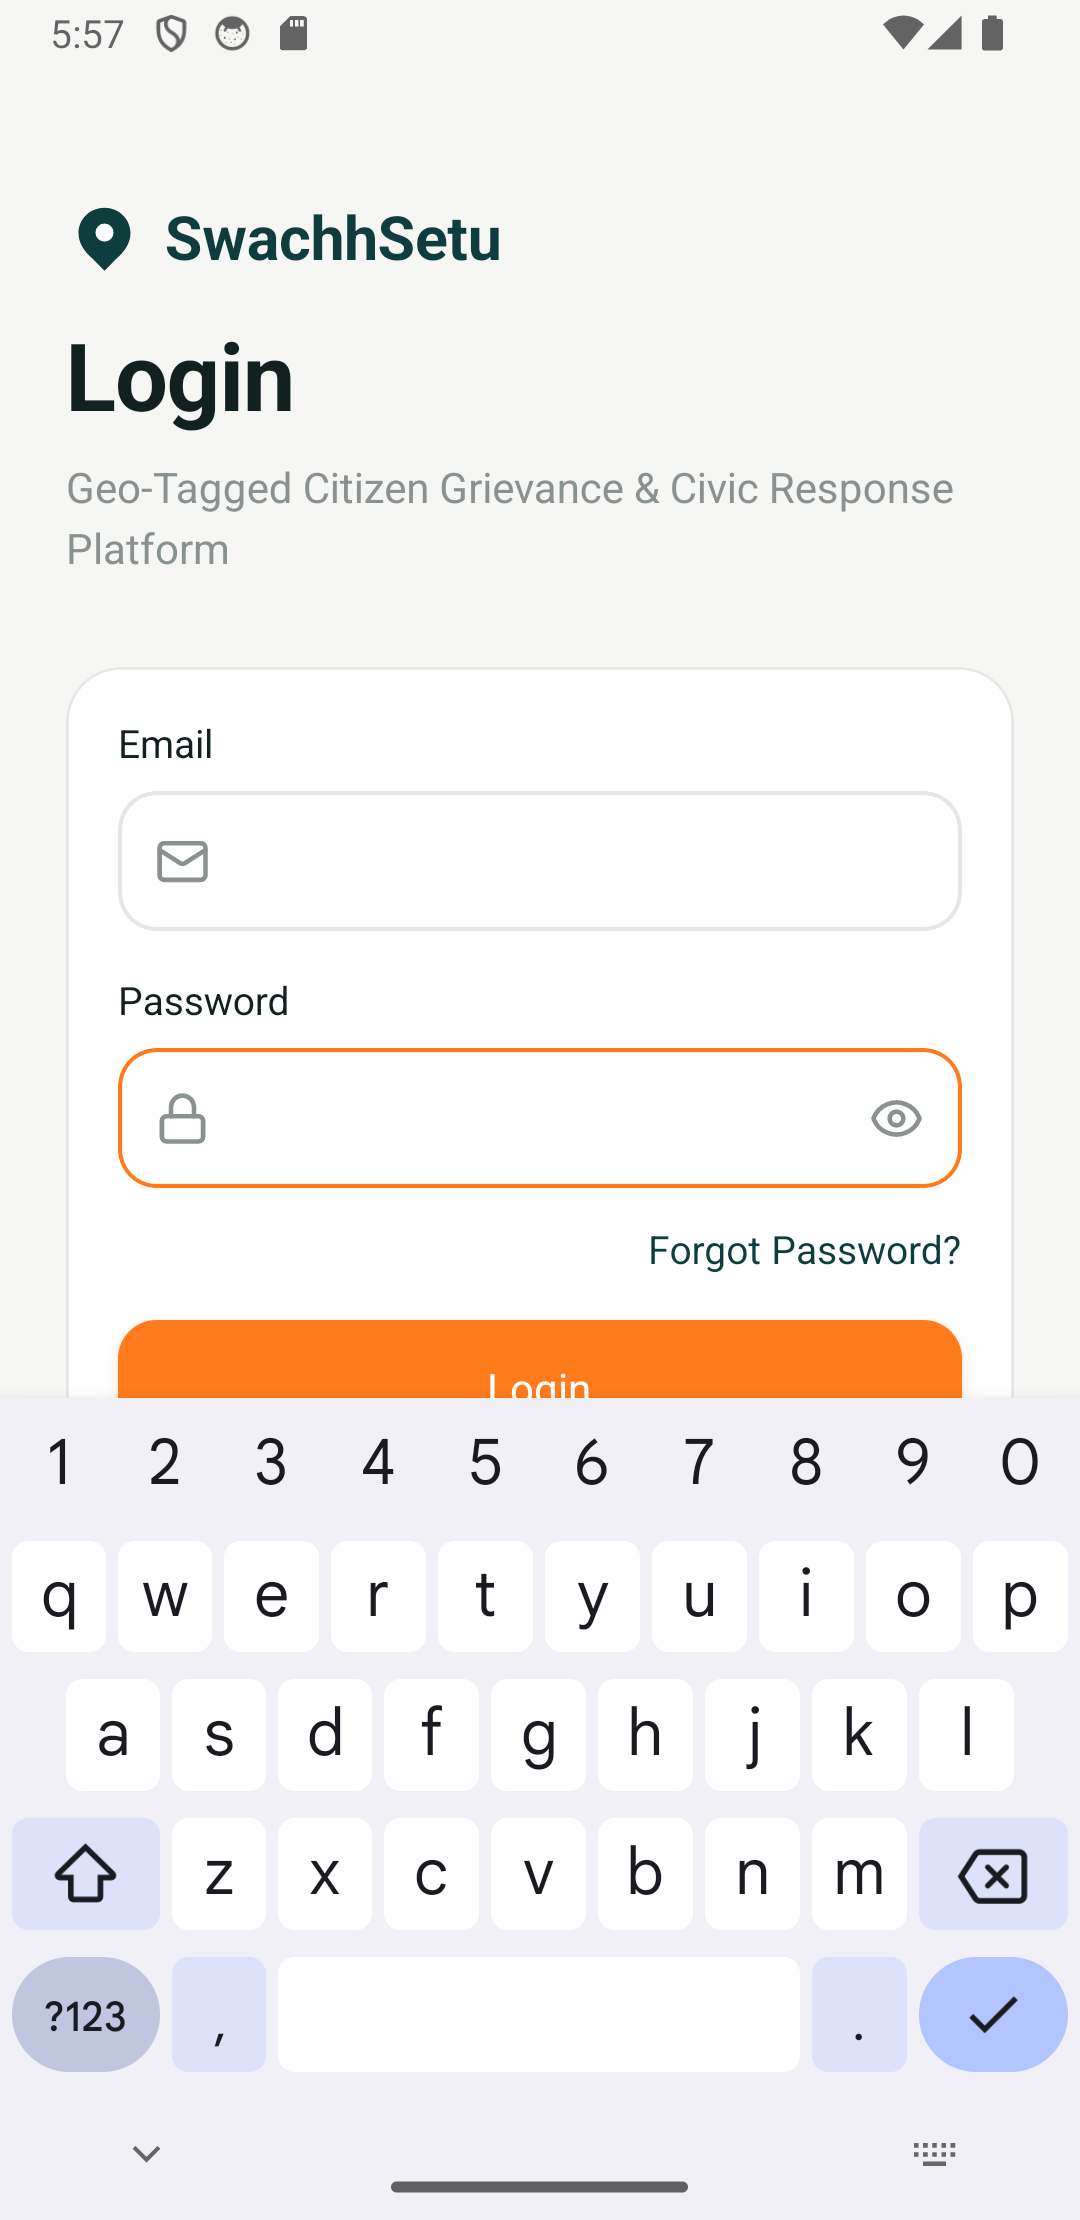 5:57
SwachhSetu
Login
Geo-Tagged Citizen Grievance & Civic Response
Platform
Email
Password
Forgot Password?
Login
1 2 3 4 5 6 7 8 9 0
q w e r t y u i o p
a s d f g h j k l
z x c v b n m
?123 , .